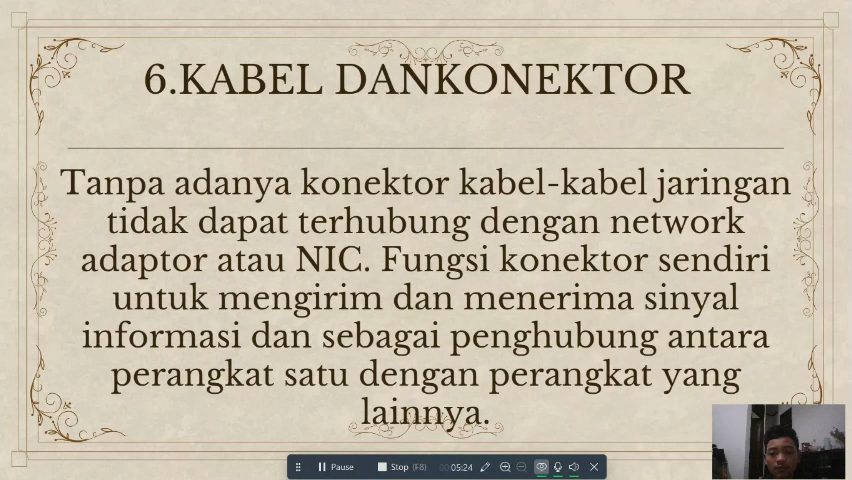 6.KABEL DANKONEKTOR
Tanpa adanya konektor kabel-kabel jaringan
tidak dapat terhubung dengan network
adaptor atau NIC. Fungsi konektor sendiri
untuk mengirim dan menerima sinyal
informasi dan sebagai penghubung antara
perangkat satu dengan perangkat yang
lainnya.
Pause Stop (F8) 00:05:24